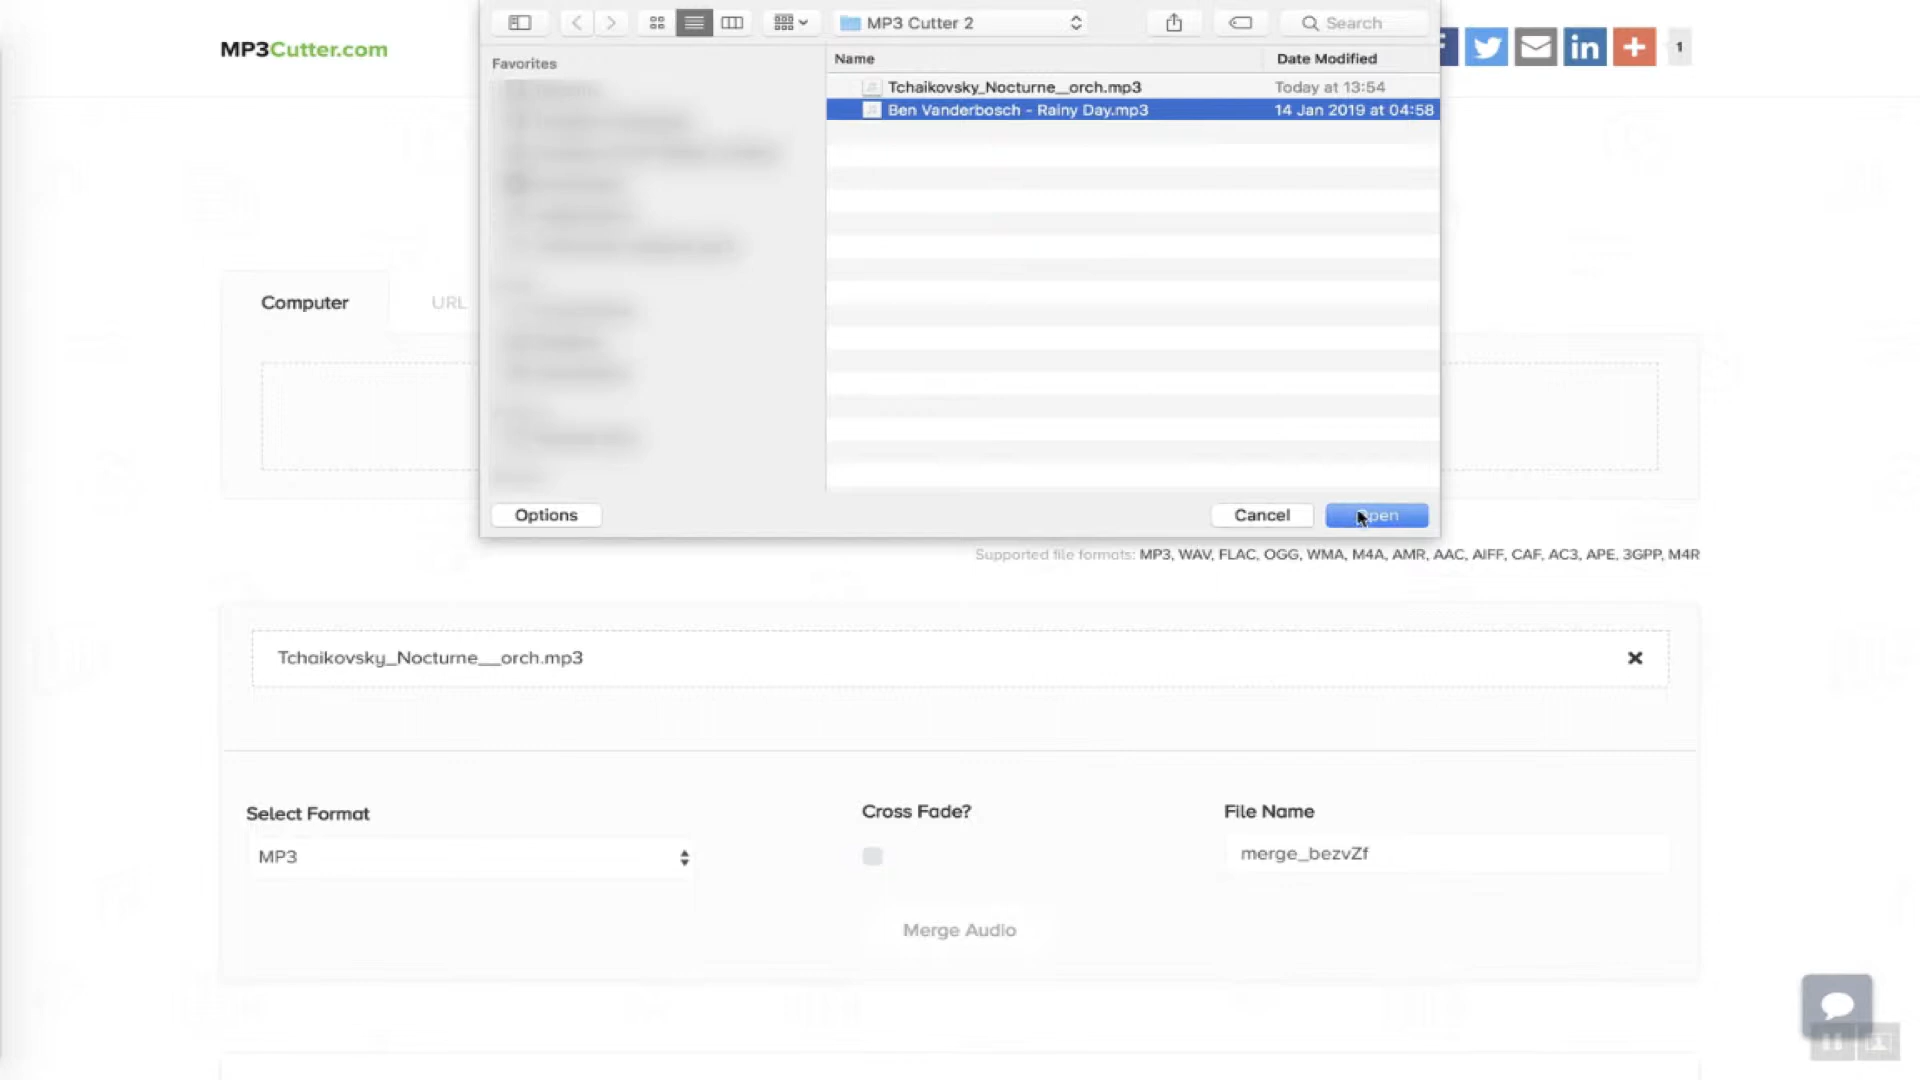 MP3Cutter.com
MP3 Cutter 2
Search
1
Favorites
Name
Date Modified
Tchaikovsky_Nocturne__orch.mp3
Today at 13:54
Ben Vanderbosch - Rainy Day.mp3
14 Jan 2019 at 04:58
Computer
URL
Options
Cancel
Open
Supported file formats: MP3, WAV, FLAC, OGG, WMA, M4A, AMR, AAC, AIFF, CAF, AC3, APE, 3GPP, M4R
Tchaikovsky_Nocturne__orch.mp3
Select Format
Cross Fade?
File Name
MP3
merge_bezvZf
Merge Audio